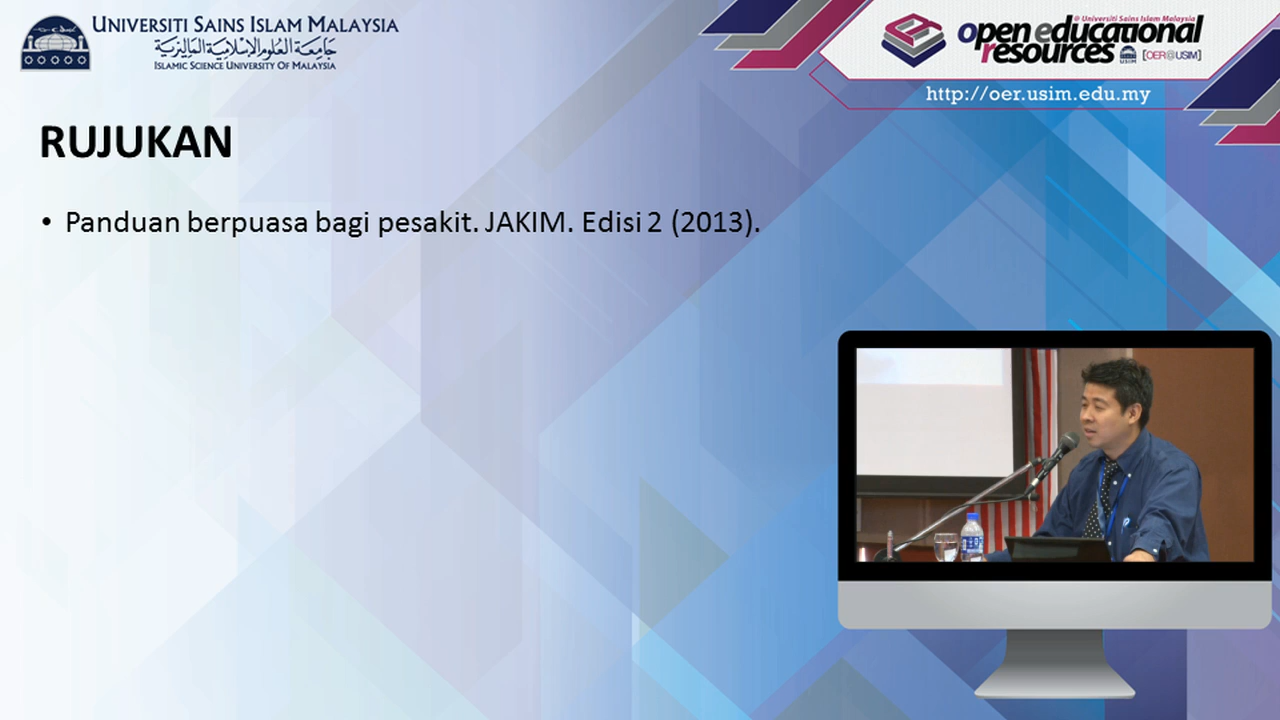 UNIVERSITI SAINS ISLAM MALAYSIA
جامعة العلوم الإسلامية الماليزية
ISLAMIC SCIENCE UNIVERSITY OF MALAYSIA
@ Universiti Sains Islam Malaysia
open educational
resources
USIM
[OER@USIM]
http://oer.usim.edu.my
RUJUKAN
• Panduan berpuasa bagi pesakit. JAKIM. Edisi 2 (2013).